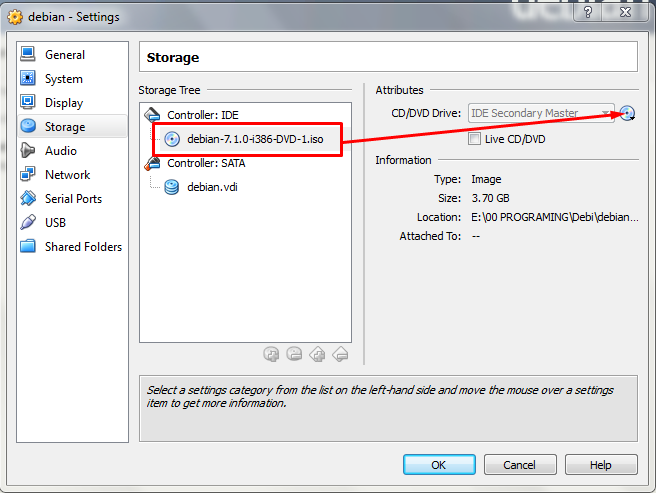 debian - Settings
General
System
Display
Storage
Audio
Network
Serial Ports
USB
Shared Folders
Storage
Storage Tree
Controller: IDE
debian-7.1.0-i386-DVD-1.iso
Controller: SATA
debian.vdi
Attributes
CD/DVD Drive: IDE Secondary Master
Live CD/DVD
Information
Type: Image
Size: 3.70 GB
Location: E:\00 PROGRAMING\Debi\debian...
Attached To: --
Select a settings category from the list on the left-hand side and move the mouse over a settings
item to get more information.
OK Cancel Help